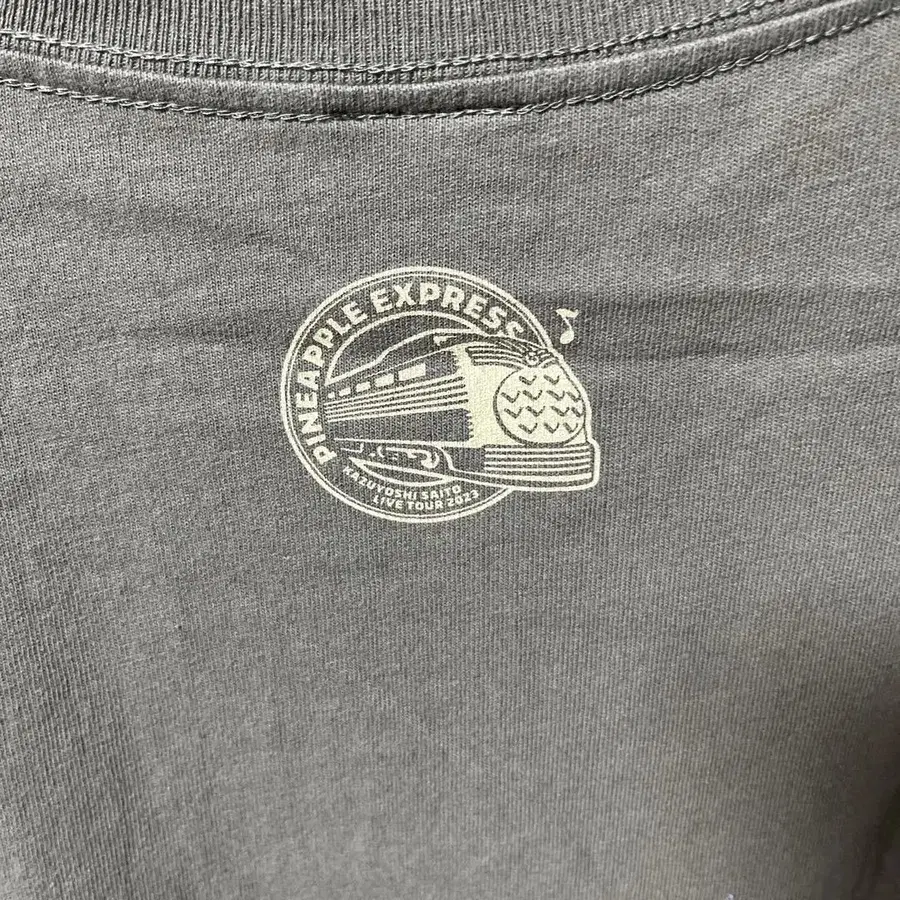 PINEAPPLE EXPRESS
KAZUYOSHI SAITO
LIVE TOUR 2023